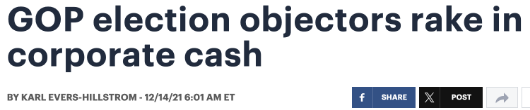 GOP election objectors rake in
corporate cash
BY KARL EVERS-HILLSTROM - 12/14/21 6:01 AM ET
SHARE
POST